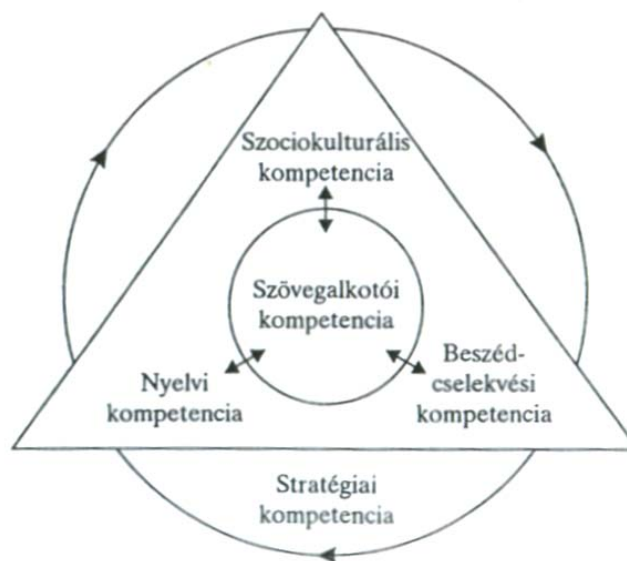 Szociokulturális
kompetencia
Szövegalkotói
kompetencia
Nyelvi
kompetencia
Beszéd-
cselekvési
kompetencia
Stratégiai
kompetencia